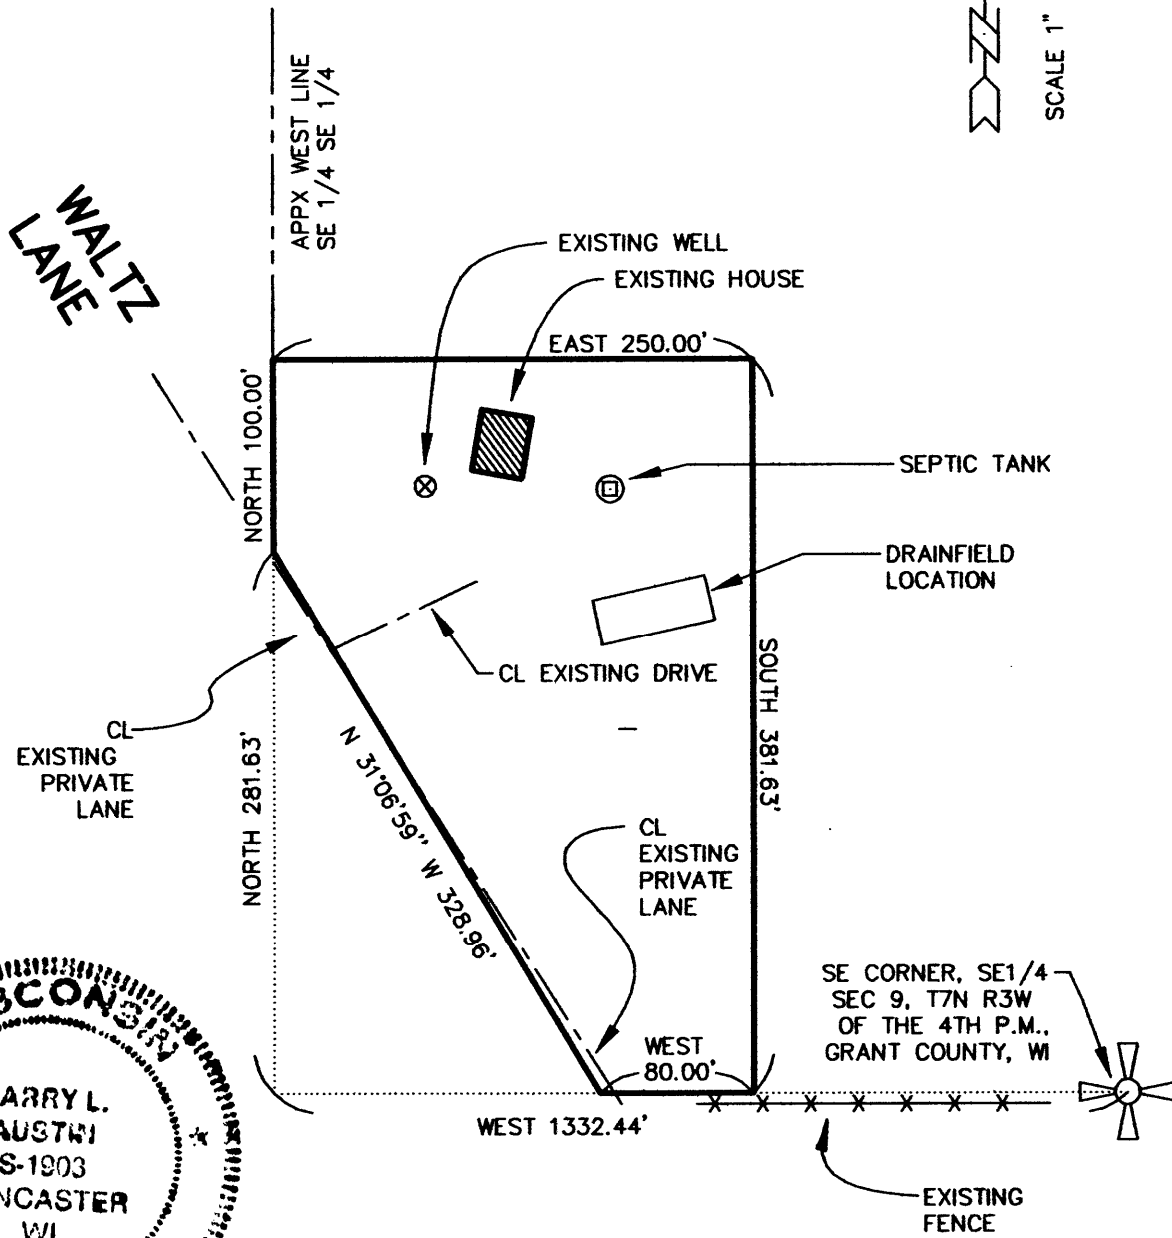 SCALE 1"
APPX WEST LINE
SE 1/4 SE 1/4
WALTZ
LANE
EXISTING WELL
EXISTING HOUSE
EAST 250.00'
NORTH 100.00'
SEPTIC TANK
DRAINFIELD
LOCATION
CL EXISTING DRIVE
SOUTH 381.63'
CL
EXISTING
PRIVATE
LANE
NORTH 281.63'
N 31°06'59" W 328.96'
CL
EXISTING
PRIVATE
LANE
SE CORNER, SE1/4
SEC 9, T7N R3W
OF THE 4TH P.M.,
GRANT COUNTY, WI
WEST
80.00'
WEST 1332.44'
EXISTING
FENCE
SCONSIN
ARRY L.
AUSTIN
S-1903
NCASTER
WI